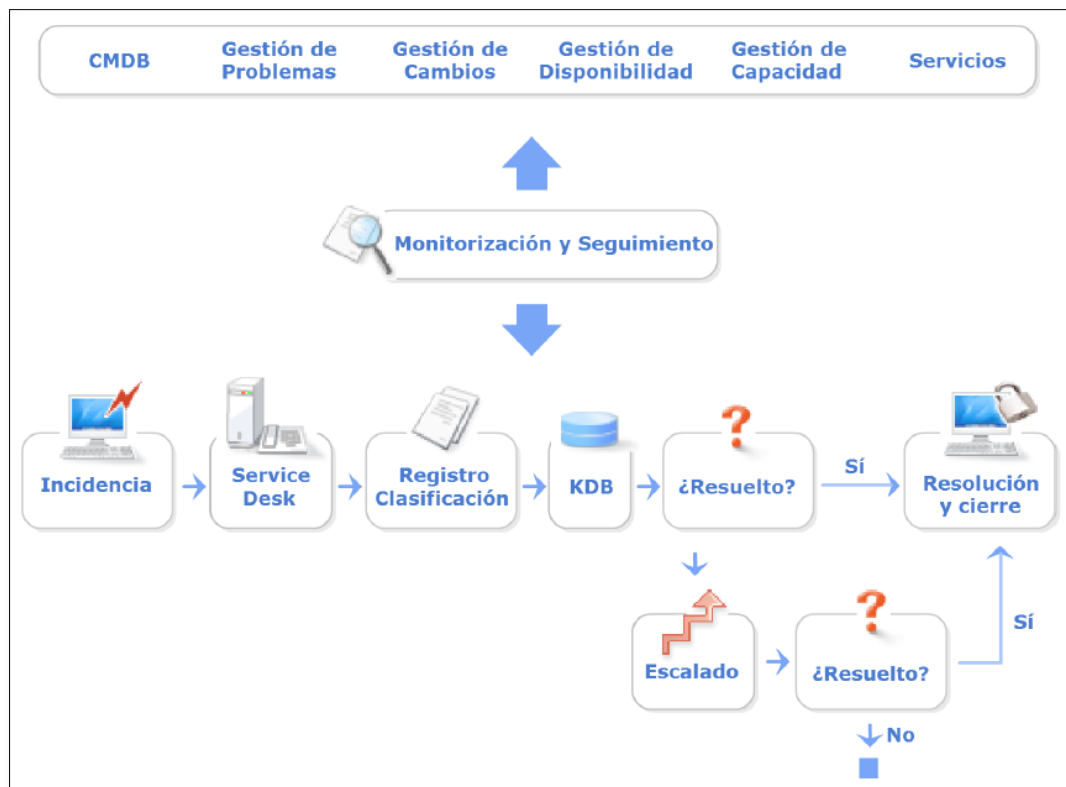 CMDB
Gestión de
Problemas
Gestión de
Cambios
Gestión de
Disponibilidad
Gestión de
Capacidad
Servicios
Monitorización y Seguimiento
Incidencia
Service
Desk
Registro
Clasificación
KDB
¿Resuelto?
Sí
Resolución
y cierre
Escalado
¿Resuelto?
Sí
No